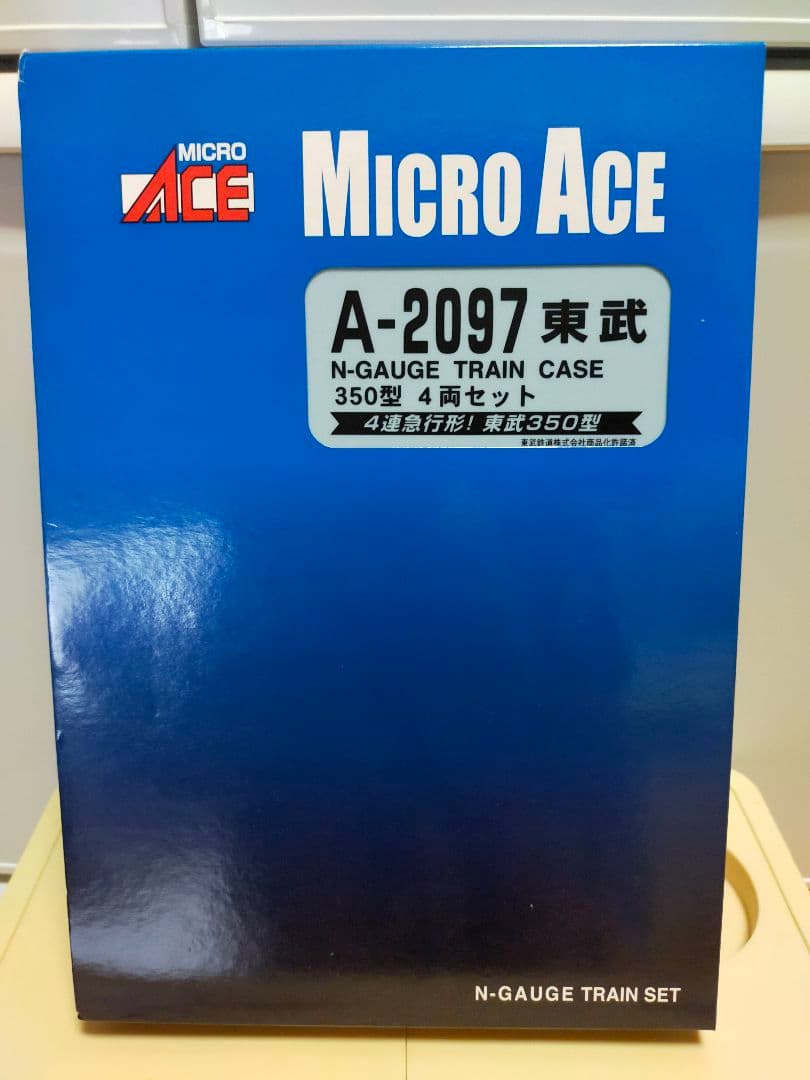 MICRO
ACE
MICRO ACE
A-2097 東武
N-GAUGE TRAIN CASE
350型 4両セット
4連急行形! 東武350型
東武鉄道株式会社商品化許諾済
N-GAUGE TRAIN SET